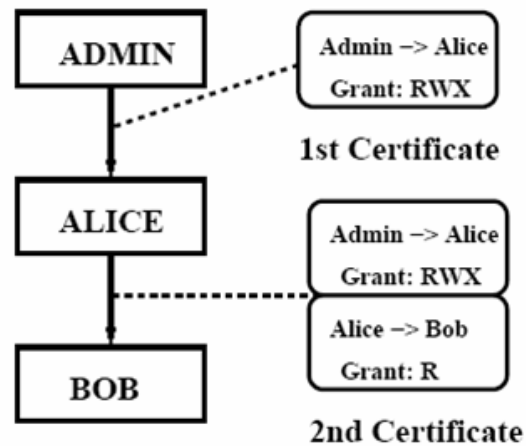 ADMIN
Admin -> Alice
Grant: RWX
1st Certificate
ALICE
Admin -> Alice
Grant: RWX
Alice -> Bob
Grant: R
BOB
2nd Certificate